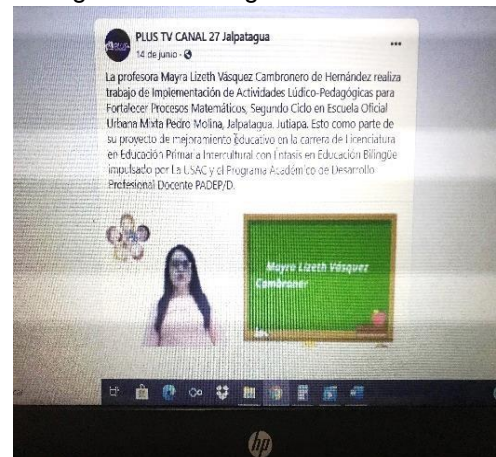 PLUS TV CANAL 27 Jalpatagua
14 de junio
La profesora Mayra Lizeth Vásquez Cambronero de Hernández realiza
trabajo de Implementación de Actividades Lúdico-Pedagógicas para
Fortalecer Procesos Matemáticos, Segundo Ciclo en Escuela Oficial
Urbana Mixta Pedro Molina, Jalpatagua. Jutiapa. Esto como parte de
su proyecto de mejoramiento educativo en la carrera de Licenciatura
en Educación Primaria Intercultural con Énfasis en Educación Bilingüe
impulsado por La USAC y el Programa Académico de Desarrollo
Profesional Docente PADEP/D.
Mayra Lizeth Vásquez
Cambroner
hp